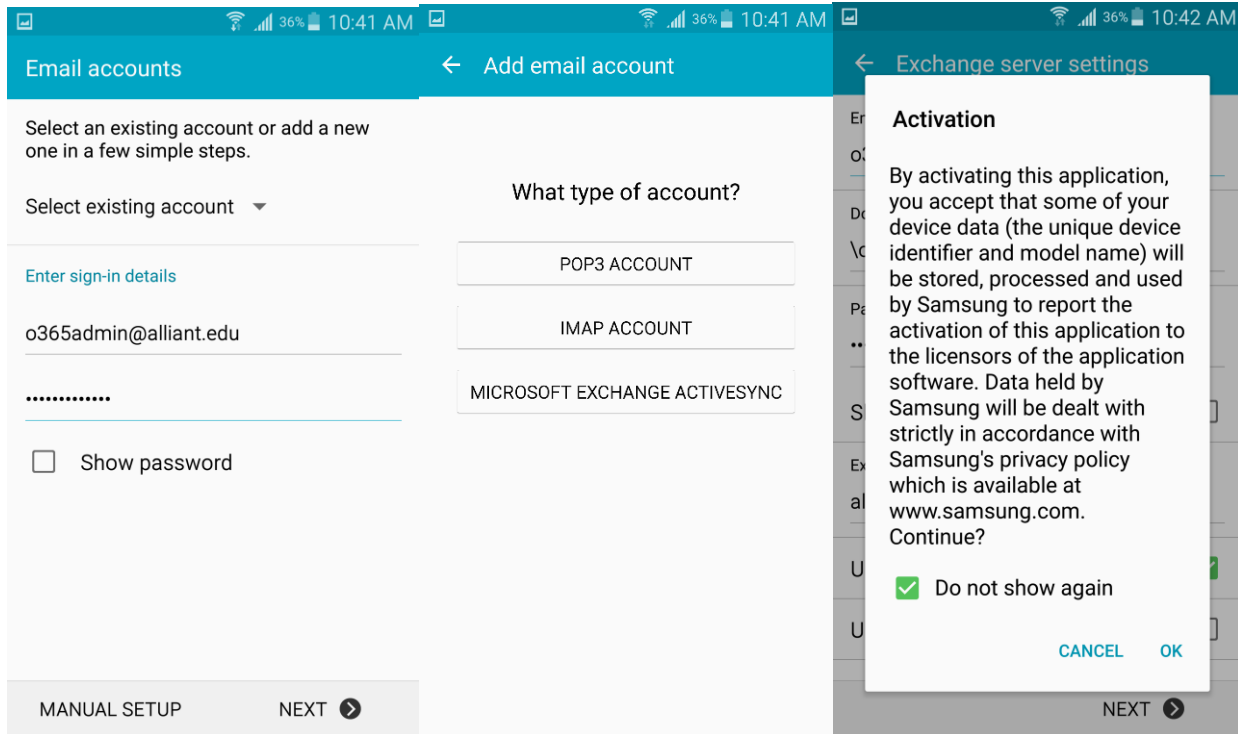 36% 10:41 AM
Email accounts
Select an existing account or add a new
one in a few simple steps.
Select existing account
Enter sign-in details
o365admin@alliant.edu
•••••••••••••
Show password
MANUAL SETUP NEXT
36% 10:41 AM
Add email account
What type of account?
POP3 ACCOUNT
IMAP ACCOUNT
MICROSOFT EXCHANGE ACTIVESYNC
36% 10:42 AM
Exchange server settings
Activation
By activating this application,
you accept that some of your
device data (the unique device
identifier and model name) will
be stored, processed and used
by Samsung to report the
activation of this application to
the licensors of the application
software. Data held by
Samsung will be dealt with
strictly in accordance with
Samsung's privacy policy
which is available at
www.samsung.com.
Continue?
Do not show again
CANCEL OK
NEXT